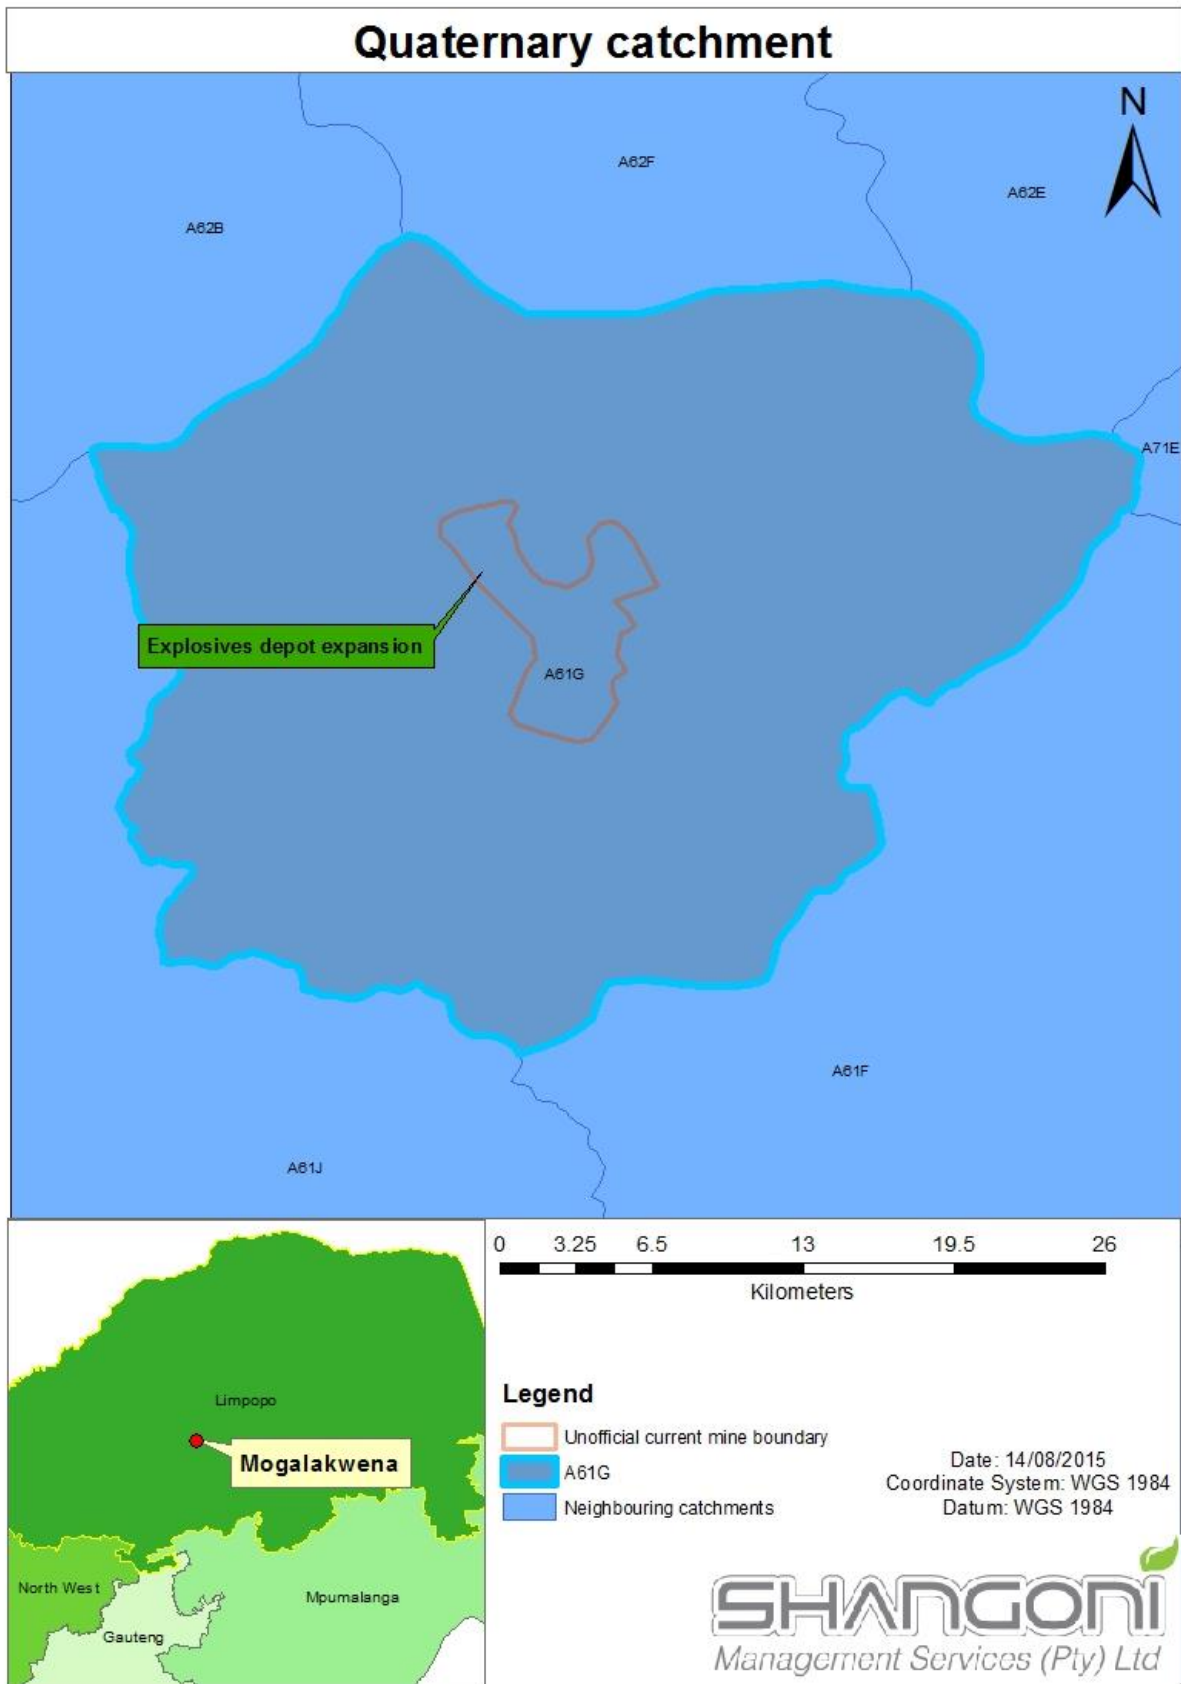 Quaternary catchment
N
A62F
A62E
A62B
A71E
Explosives depot expansion
A61G
A61F
A61J
0 3.25 6.5 13 19.5 26
Kilometers
Limpopo
Mogalakwena
North West
Mpumalanga
Gauteng
Legend
Unofficial current mine boundary
A61G
Neighbouring catchments
Date: 14/08/2015
Coordinate System: WGS 1984
Datum: WGS 1984
SHANGONI
Management Services (Pty) Ltd